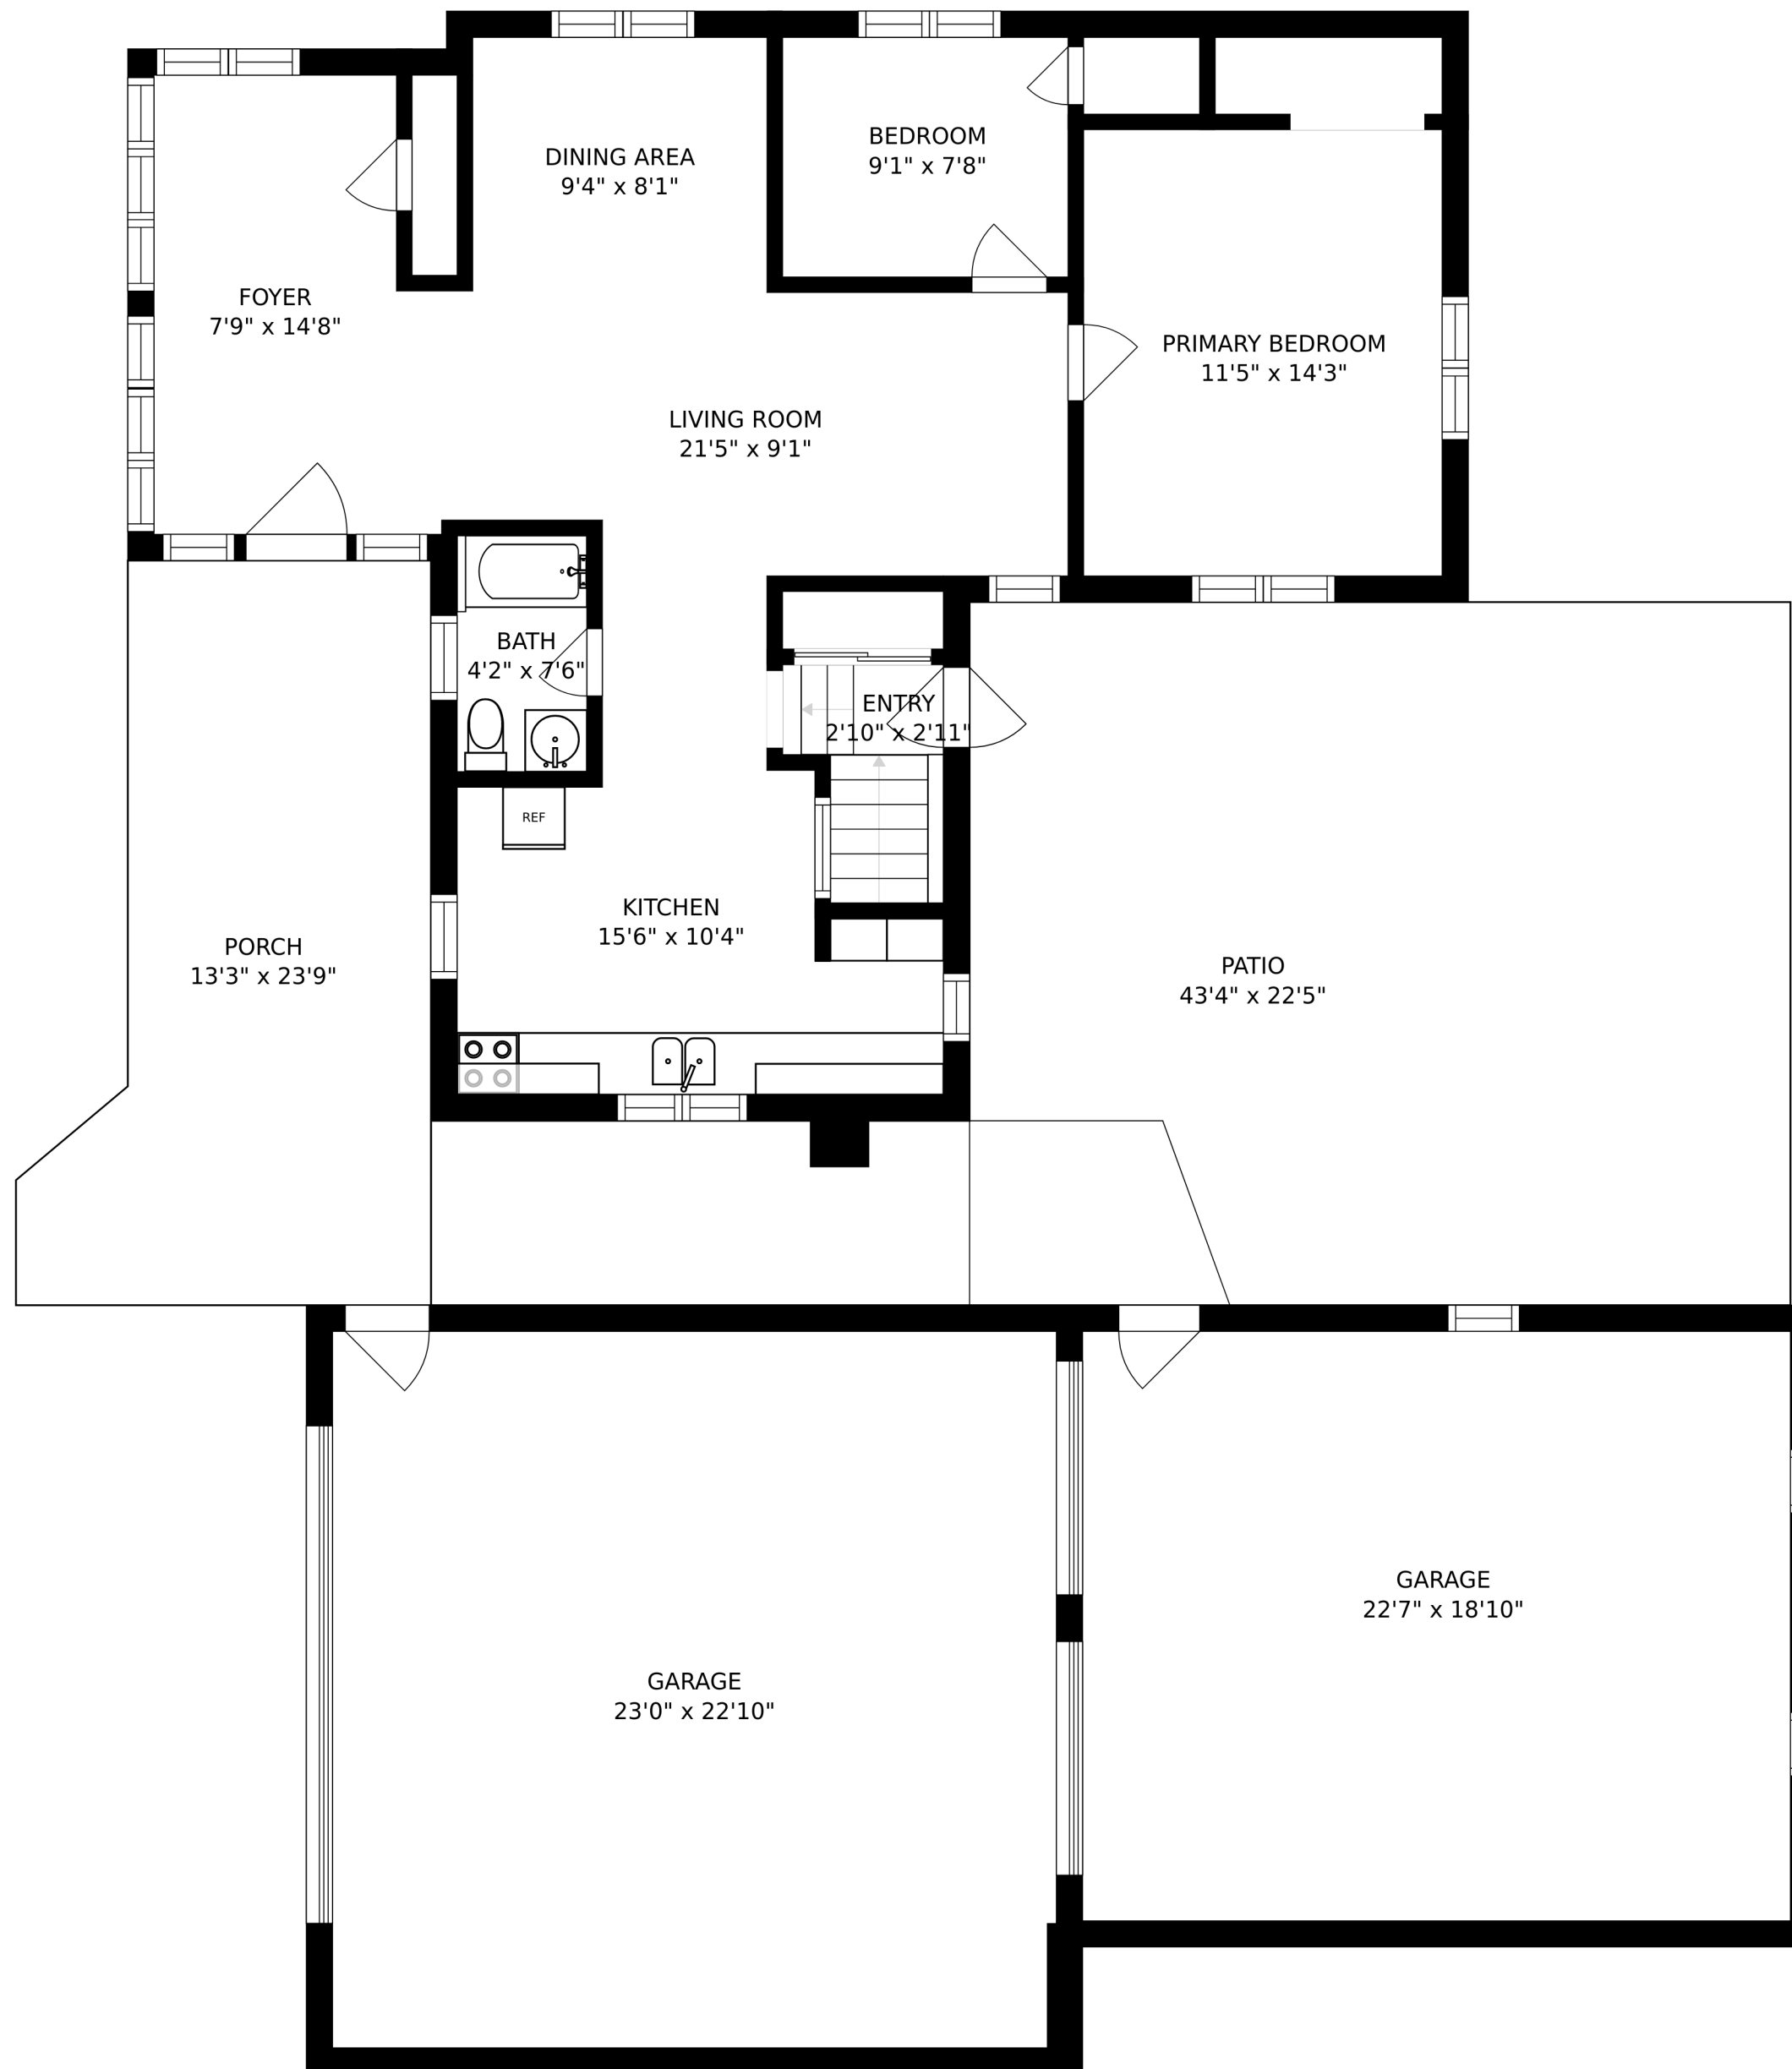 DINING AREA
9'4" x 8'1"
BEDROOM
9'1" x 7'8"
FOYER
7'9" x 14'8"
PRIMARY BEDROOM
11'5" x 14'3"
LIVING ROOM
21'5" x 9'1"
BATH
4'2" x 7'6"
ENTRY
2'10" x 2'11"
REF
KITCHEN
15'6" x 10'4"
PORCH
13'3" x 23'9"
PATIO
43'4" x 22'5"
GARAGE
22'7" x 18'10"
GARAGE
23'0" x 22'10"